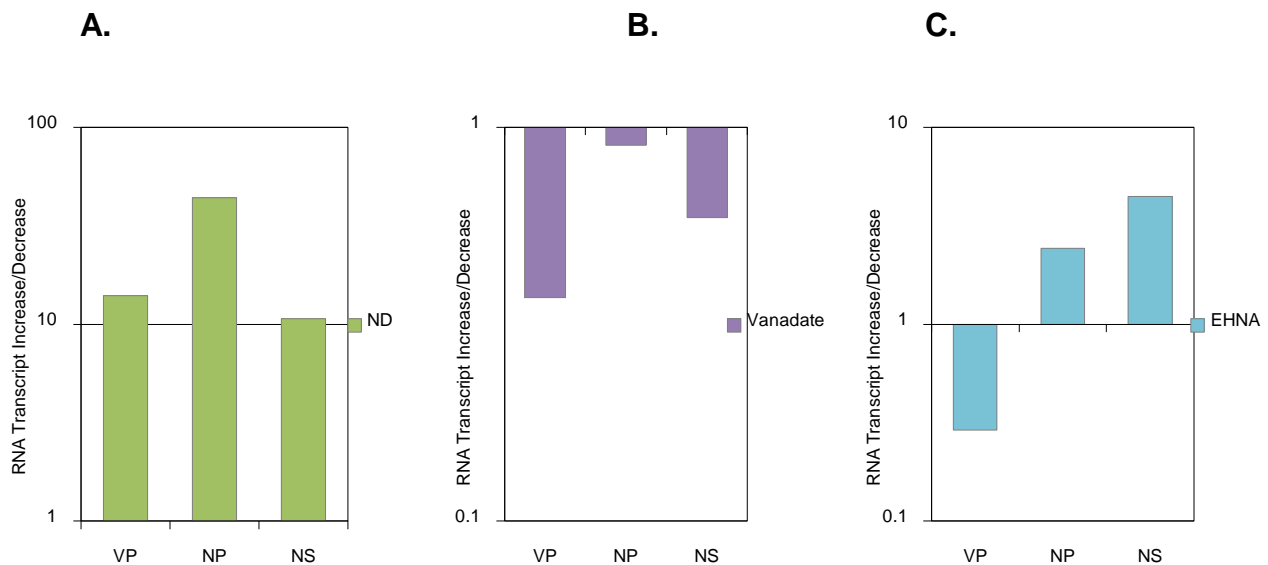 A.
B.
C.
RNA Transcript Increase/Decrease
100
10
1
VP NP NS
ND
RNA Transcript Increase/Decrease
1
0.1
VP NP NS
Vanadate
RNA Transcript Increase/Decrease
10
1
0.1
VP NP NS
EHNA